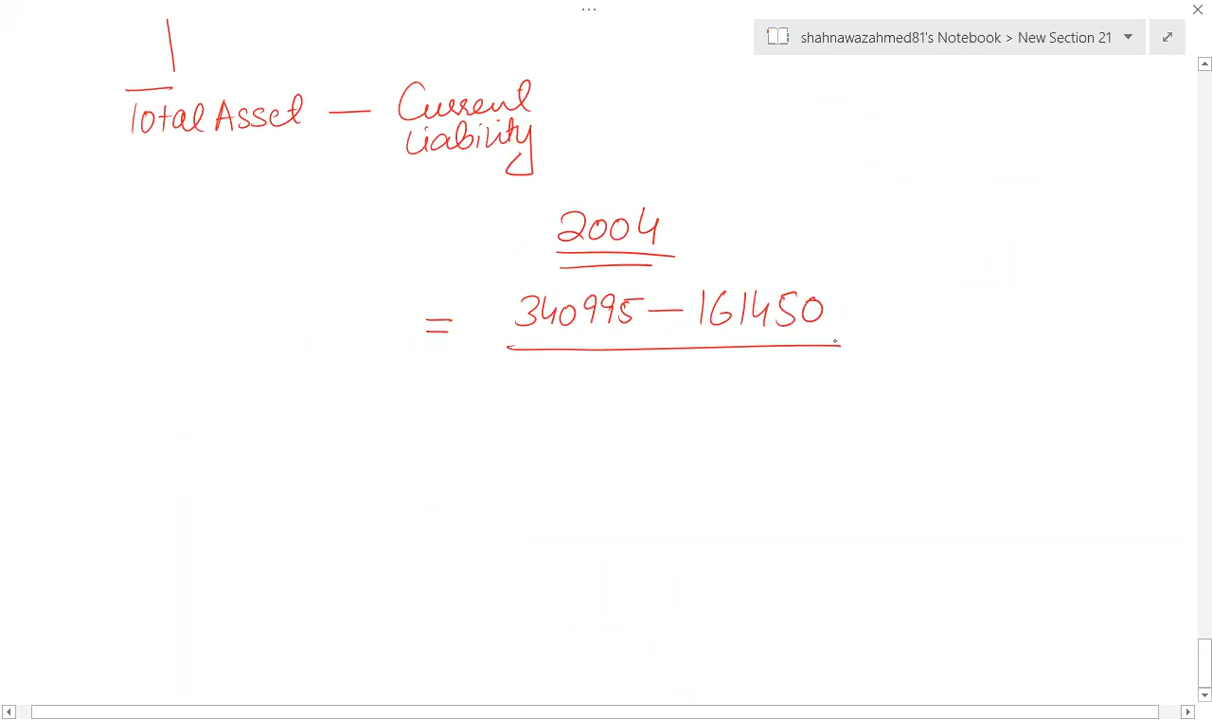 ...
shahnawazahmed81's Notebook > New Section 21
Total Asset — Current
Liability
2004
= 340995 — 161450